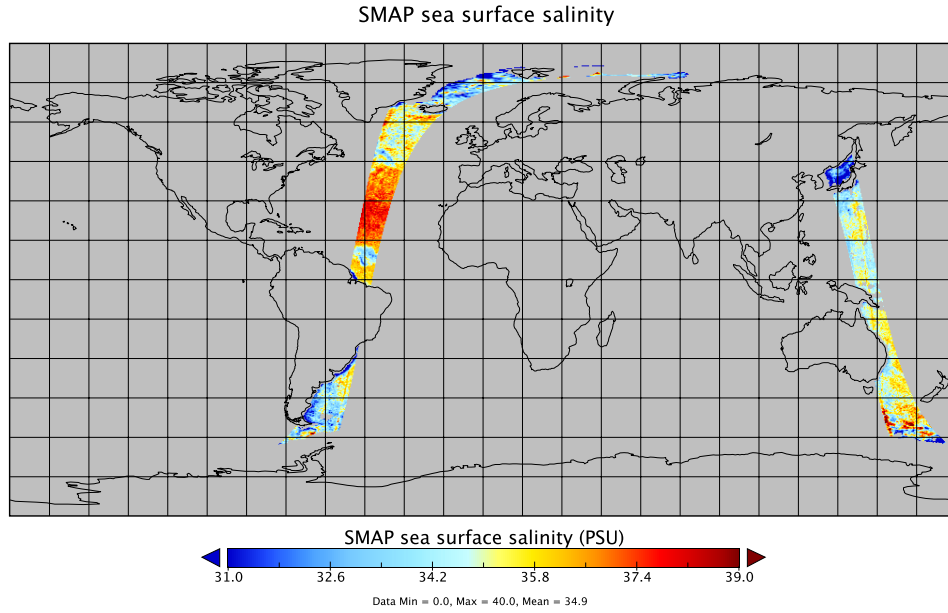 SMAP sea surface salinity
SMAP sea surface salinity (PSU)
31.0 32.6 34.2 35.8 37.4 39.0
Data Min = 0.0, Max = 40.0, Mean = 34.9